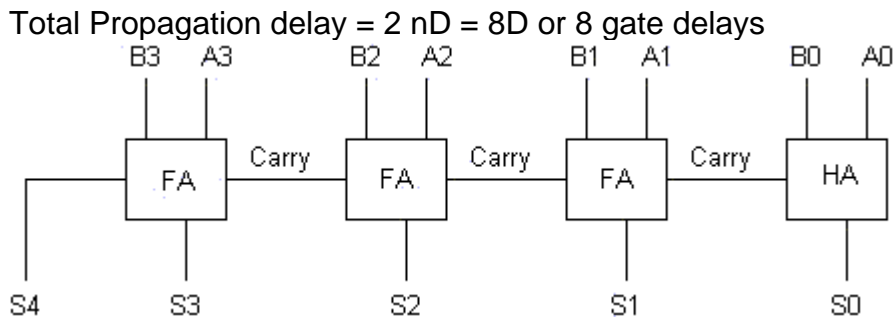 Total Propagation delay = 2 nD = 8D or 8 gate delays
B3 A3 B2 A2 B1 A1 B0 A0
Carry Carry Carry
FA FA FA HA
S4 S3 S2 S1 S0